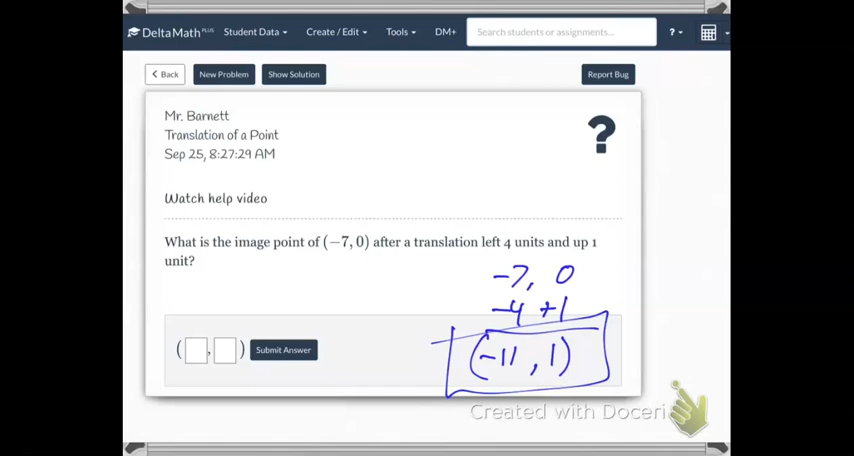 DeltaMath PLUS Student Data Create / Edit Tools DM+ Search students or assignments... ?
Back New Problem Show Solution Report Bug
Mr. Barnett
Translation of a Point
Sep 25, 8:27:29 AM
?
Watch help video
What is the image point of (−7, 0) after a translation left 4 units and up 1
unit?
-7, 0
-4 +1
( , ) Submit Answer
(-11, 1)
Created with Doceri